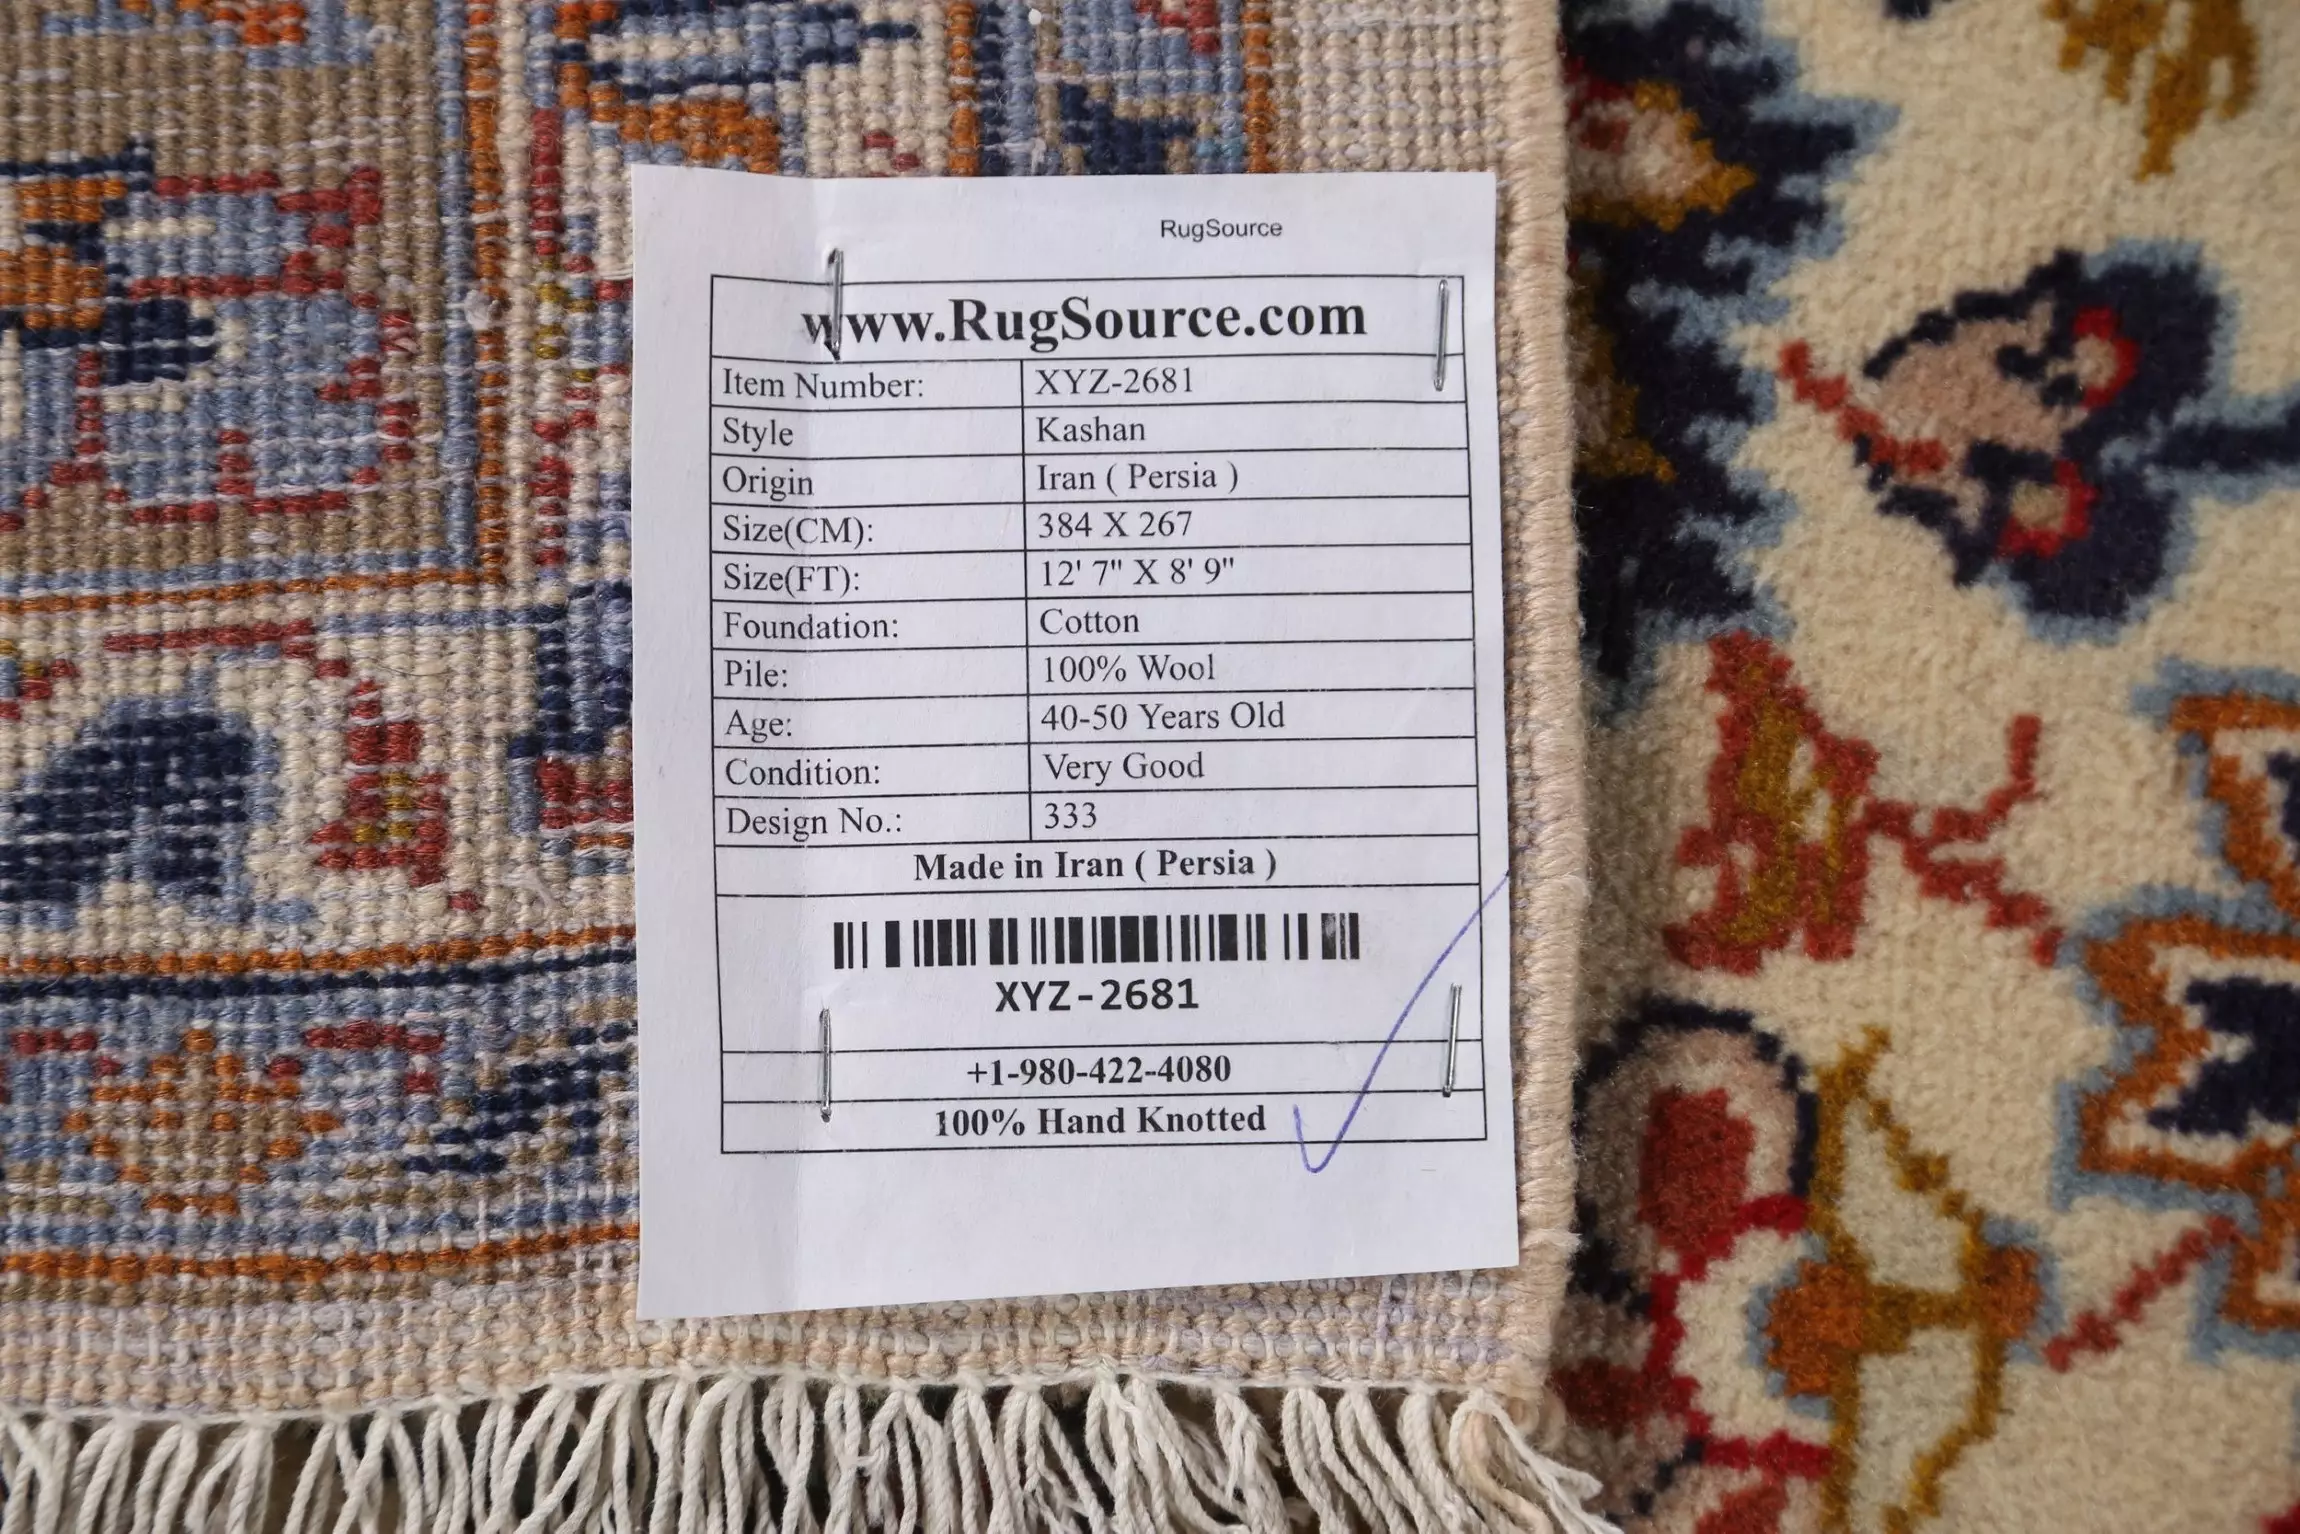 RugSource
www.RugSource.com
Item Number: XYZ-2681
Style Kashan
Origin Iran ( Persia )
Size(CM): 384 X 267
Size(FT): 12' 7" X 8' 9"
Foundation: Cotton
Pile: 100% Wool
Age: 40-50 Years Old
Condition: Very Good
Design No.: 333
Made in Iran ( Persia )
XYZ-2681
+1-980-422-4080
100% Hand Knotted